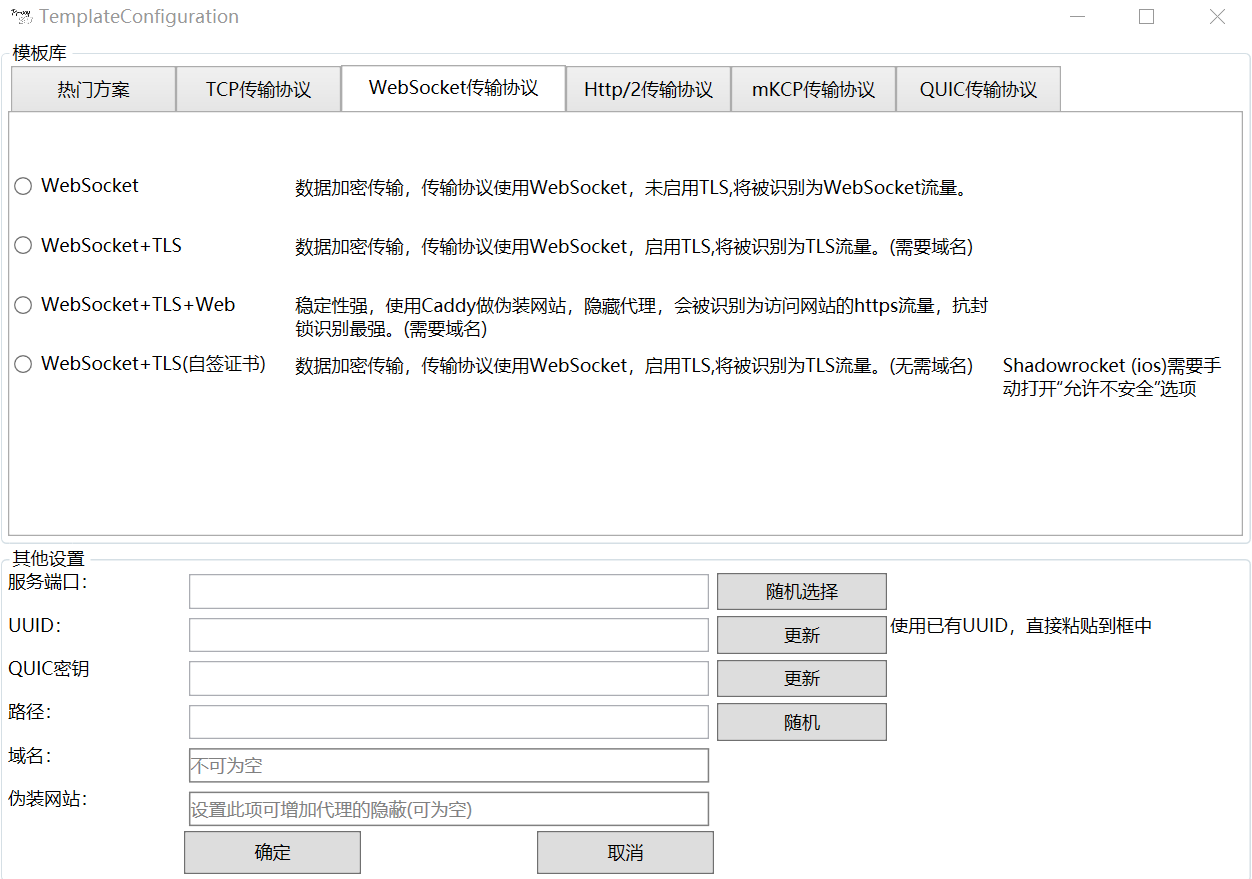 TemplateConfiguration
模板库
热门方案 TCP传输协议 WebSocket传输协议 Http/2传输协议 mKCP传输协议 QUIC传输协议
WebSocket 数据加密传输，传输协议使用WebSocket，未启用TLS,将被识别为WebSocket流量。
WebSocket+TLS 数据加密传输，传输协议使用WebSocket，启用TLS,将被识别为TLS流量。(需要域名)
WebSocket+TLS+Web 稳定性强，使用Caddy做伪装网站，隐藏代理，会被识别为访问网站的https流量，抗封
锁识别最强。(需要域名)
WebSocket+TLS(自签证书) 数据加密传输，传输协议使用WebSocket，启用TLS,将被识别为TLS流量。(无需域名) Shadowrocket (ios)需要手
动打开“允许不安全”选项
其他设置
服务端口： 随机选择
UUID： 更新 使用已有UUID，直接粘贴到框中
QUIC密钥 更新
路径： 随机
域名： 不可为空
伪装网站： 设置此项可增加代理的隐蔽(可为空)
确定 取消